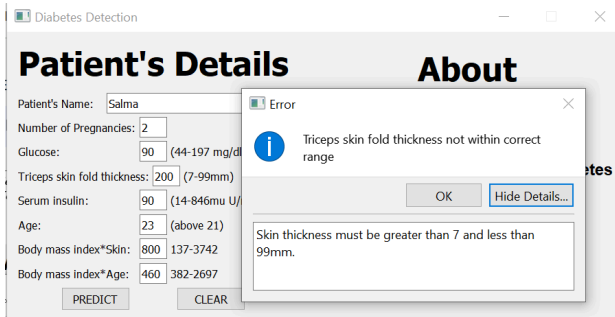 Diabetes Detection
Patient's Details
About
Patient's Name: Salma
Number of Pregnancies: 2
Glucose: 90 (44-197 mg/dl
Triceps skin fold thickness: 200 (7-99mm)
Serum insulin: 90 (14-846mu U/
Age: 23 (above 21)
Body mass index*Skin: 800 137-3742
Body mass index*Age: 460 382-2697
PREDICT CLEAR
Error
Triceps skin fold thickness not within correct
range
OK Hide Details...
Skin thickness must be greater than 7 and less than
99mm.
etes